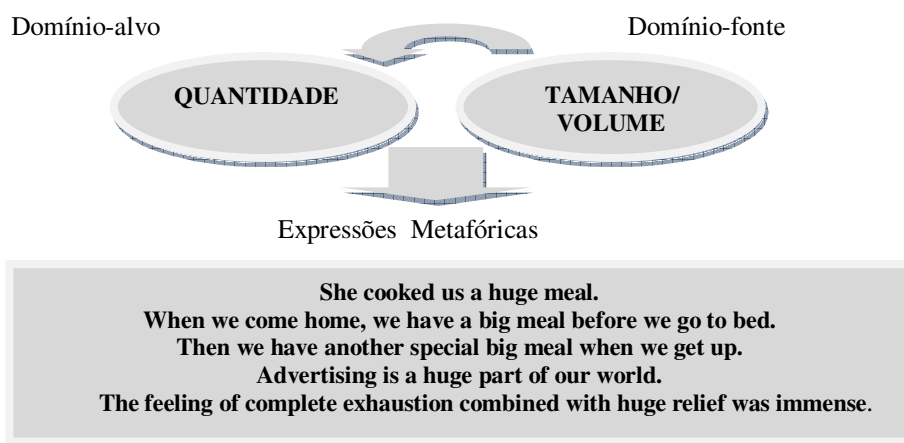 Domínio-alvo Domínio-fonte
QUANTIDADE
TAMANHO/
VOLUME
Expressões Metafóricas
She cooked us a huge meal.
When we come home, we have a big meal before we go to bed.
Then we have another special big meal when we get up.
Advertising is a huge part of our world.
The feeling of complete exhaustion combined with huge relief was immense.